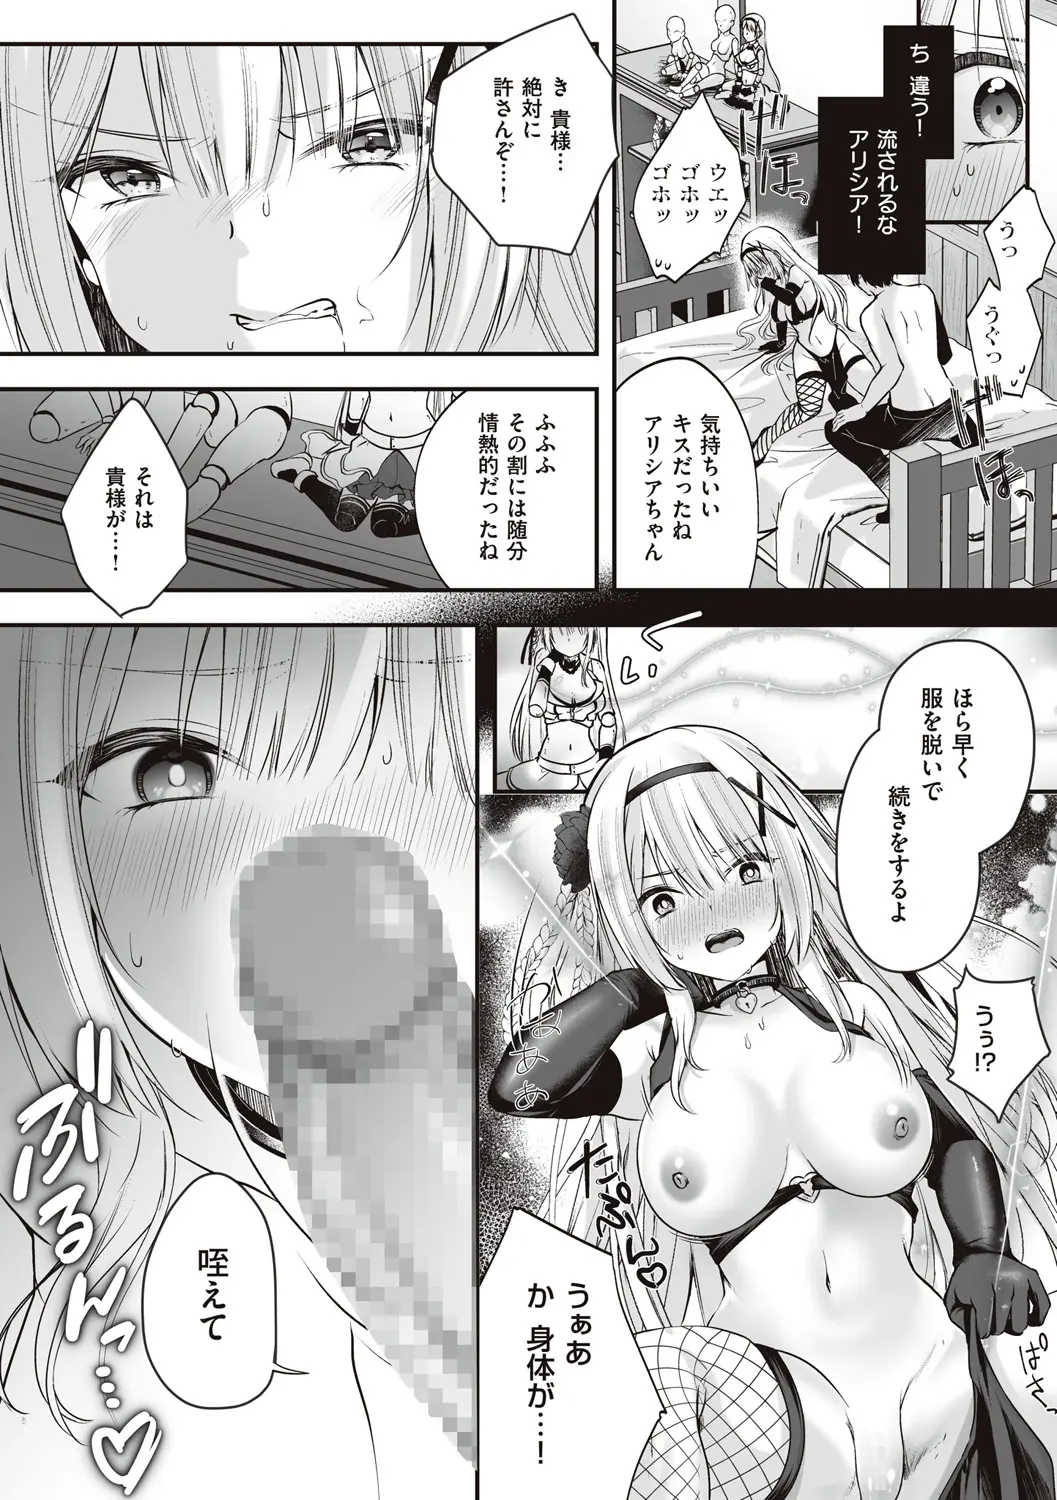 ち 違う！
流されるな
アリシア！
うっ
うぐっ
ウエッ
ゴホッ
ゴホッ
ほっ
ほっ
気持ちいい
キスだったね
アリシアちゃん
き 貴様…
絶対に
許さんぞ…！
ふふふ
その割には随分
情熱的だったね
それは
貴様が…！
ほら早く
服を脱いで
続きをするよ
うぅ!?
はぁぁぁ
たぷるん♡
ぱさ
うぁあ
か 身体が…！
ぶるんっ…♡
咥えて